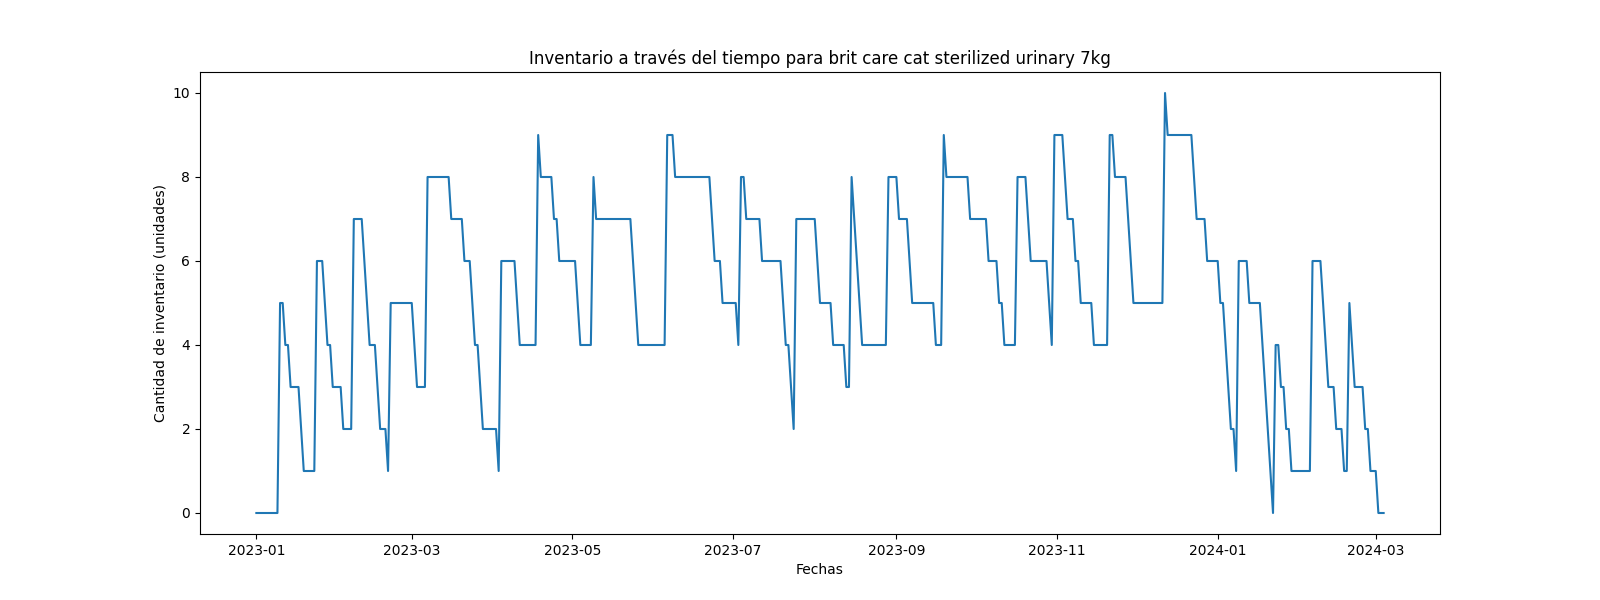 Inventario a través del tiempo para brit care cat sterilized urinary 7kg
Cantidad de inventario (unidades)
10
8
6
4
2
0
2023-01 2023-03 2023-05 2023-07 2023-09 2023-11 2024-01 2024-03
Fechas